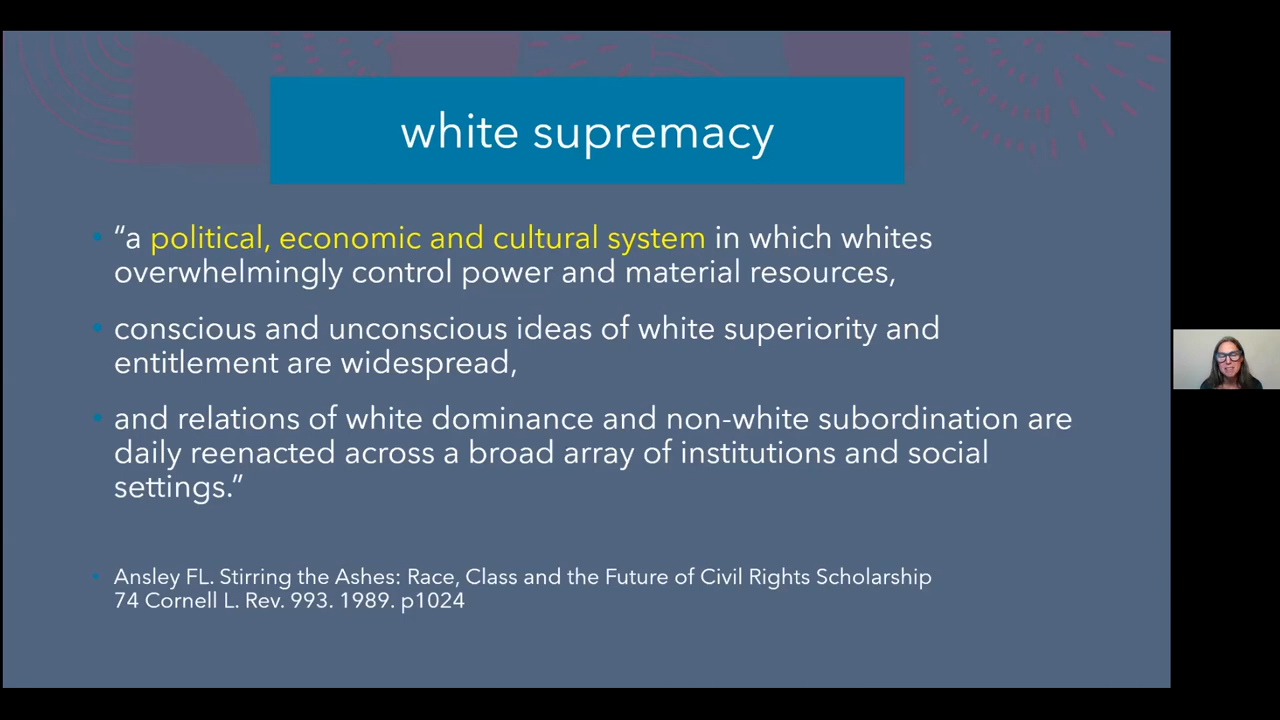 white supremacy
• “a political, economic and cultural system in which whites
overwhelmingly control power and material resources,
• conscious and unconscious ideas of white superiority and
entitlement are widespread,
• and relations of white dominance and non-white subordination are
daily reenacted across a broad array of institutions and social
settings.”
• Ansley FL. Stirring the Ashes: Race, Class and the Future of Civil Rights Scholarship
74 Cornell L. Rev. 993. 1989. p1024